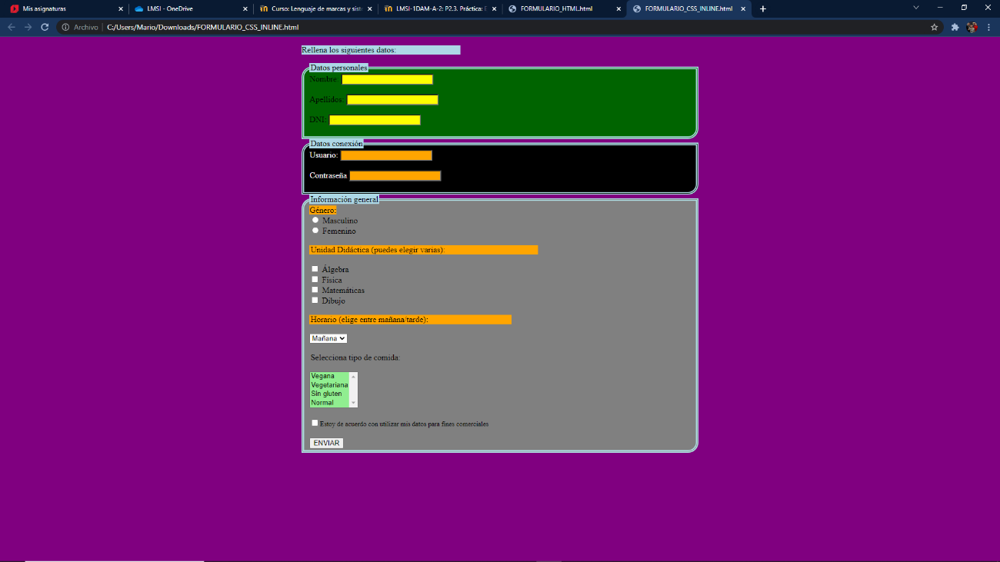 Mis asignaturas
LMSI - OneDrive
Curso: Lenguaje de marcas y sist
LMSI-1DAM-A-2: P2.3. Práctica: E
FORMULARIO_HTML.html
FORMULARIO_CSS_INLINE.html
Archivo C:/Users/Mario/Downloads/FORMULARIO_CSS_INLINE.html
Rellena los siguientes datos:
Datos personales
Nombre:
Apellidos:
DNI:
Datos conexión
Usuario:
Contraseña
Información general
Género:
Masculino
Femenino
Unidad Didáctica (puedes elegir varias):
Álgebra
Física
Matemáticas
Dibujo
Horario (elige entre mañana/tarde):
Mañana
Selecciona tipo de comida:
Vegana
Vegetariana
Sin gluten
Normal
Estoy de acuerdo con utilizar mis datos para fines comerciales
ENVIAR